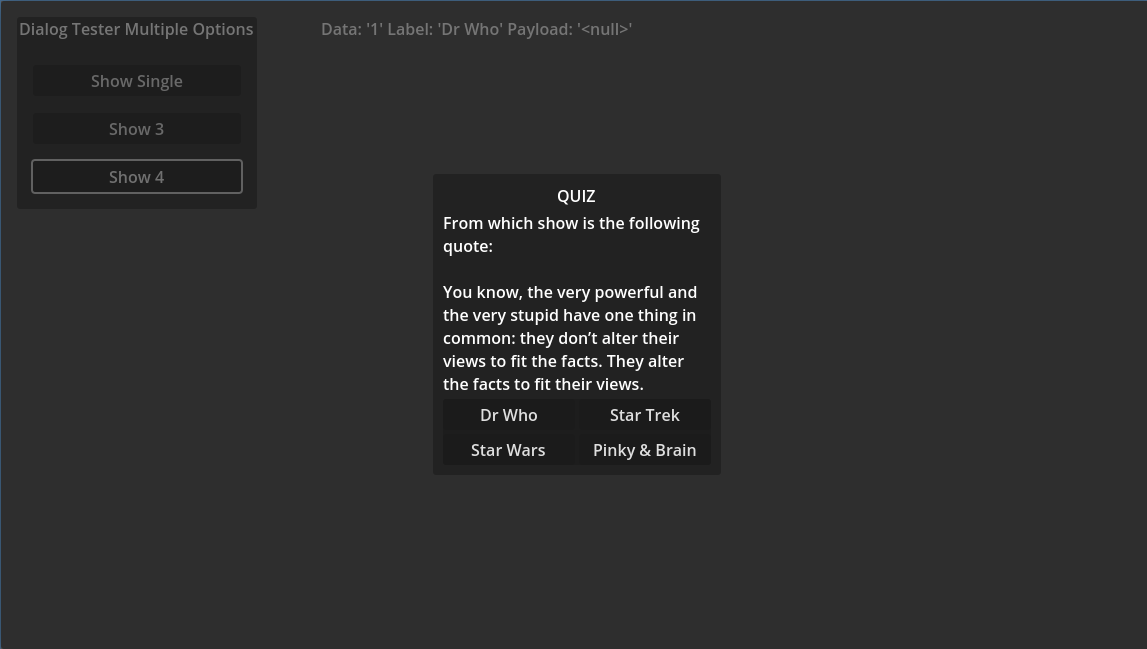 Dialog Tester Multiple Options
Data: '1' Label: 'Dr Who' Payload: '<null>'
Show Single
Show 3
Show 4
QUIZ
From which show is the following
quote:
You know, the very powerful and
the very stupid have one thing in
common: they don’t alter their
views to fit the facts. They alter
the facts to fit their views.
Dr Who
Star Trek
Star Wars
Pinky & Brain